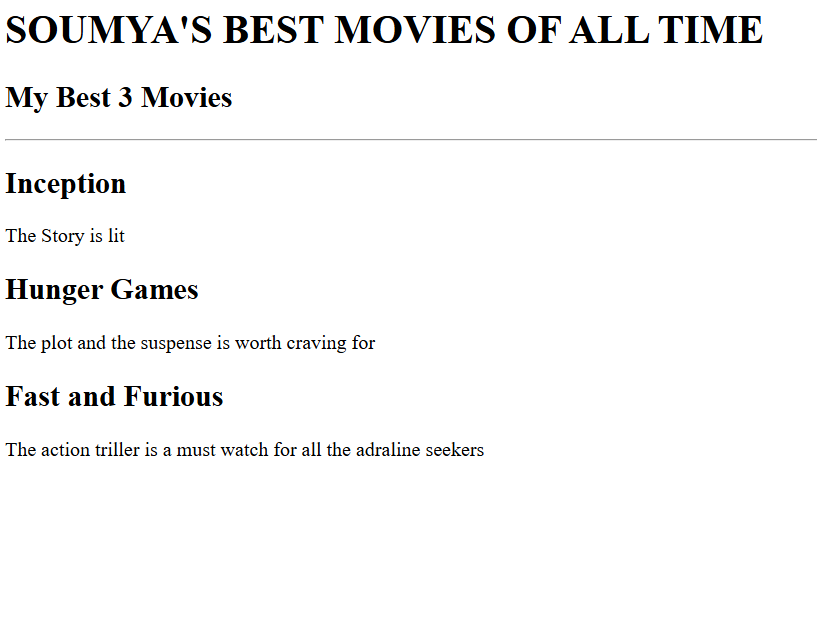 SOUMYA'S BEST MOVIES OF ALL TIME
My Best 3 Movies
Inception
The Story is lit
Hunger Games
The plot and the suspense is worth craving for
Fast and Furious
The action triller is a must watch for all the adraline seekers